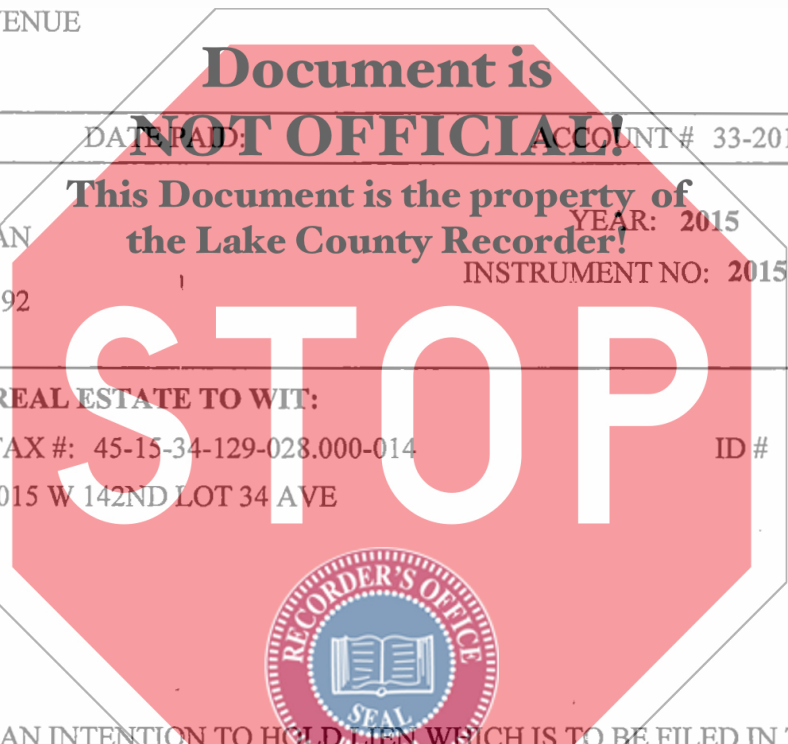 ENUE
Document is
NOT OFFICIAL!
DATE PAID: ACCOUNT # 33-201
This Document is the property of
the Lake County Recorder!
AN
YEAR: 2015
INSTRUMENT NO: 2015
92
STOP
REAL ESTATE TO WIT:
TAX #: 45-15-34-129-028.000-014 ID #
015 W 142ND LOT 34 AVE
RECORDER'S OFFICE
SEAL
AN INTENTION TO HOLD LIEN WHICH IS TO BE FILED IN